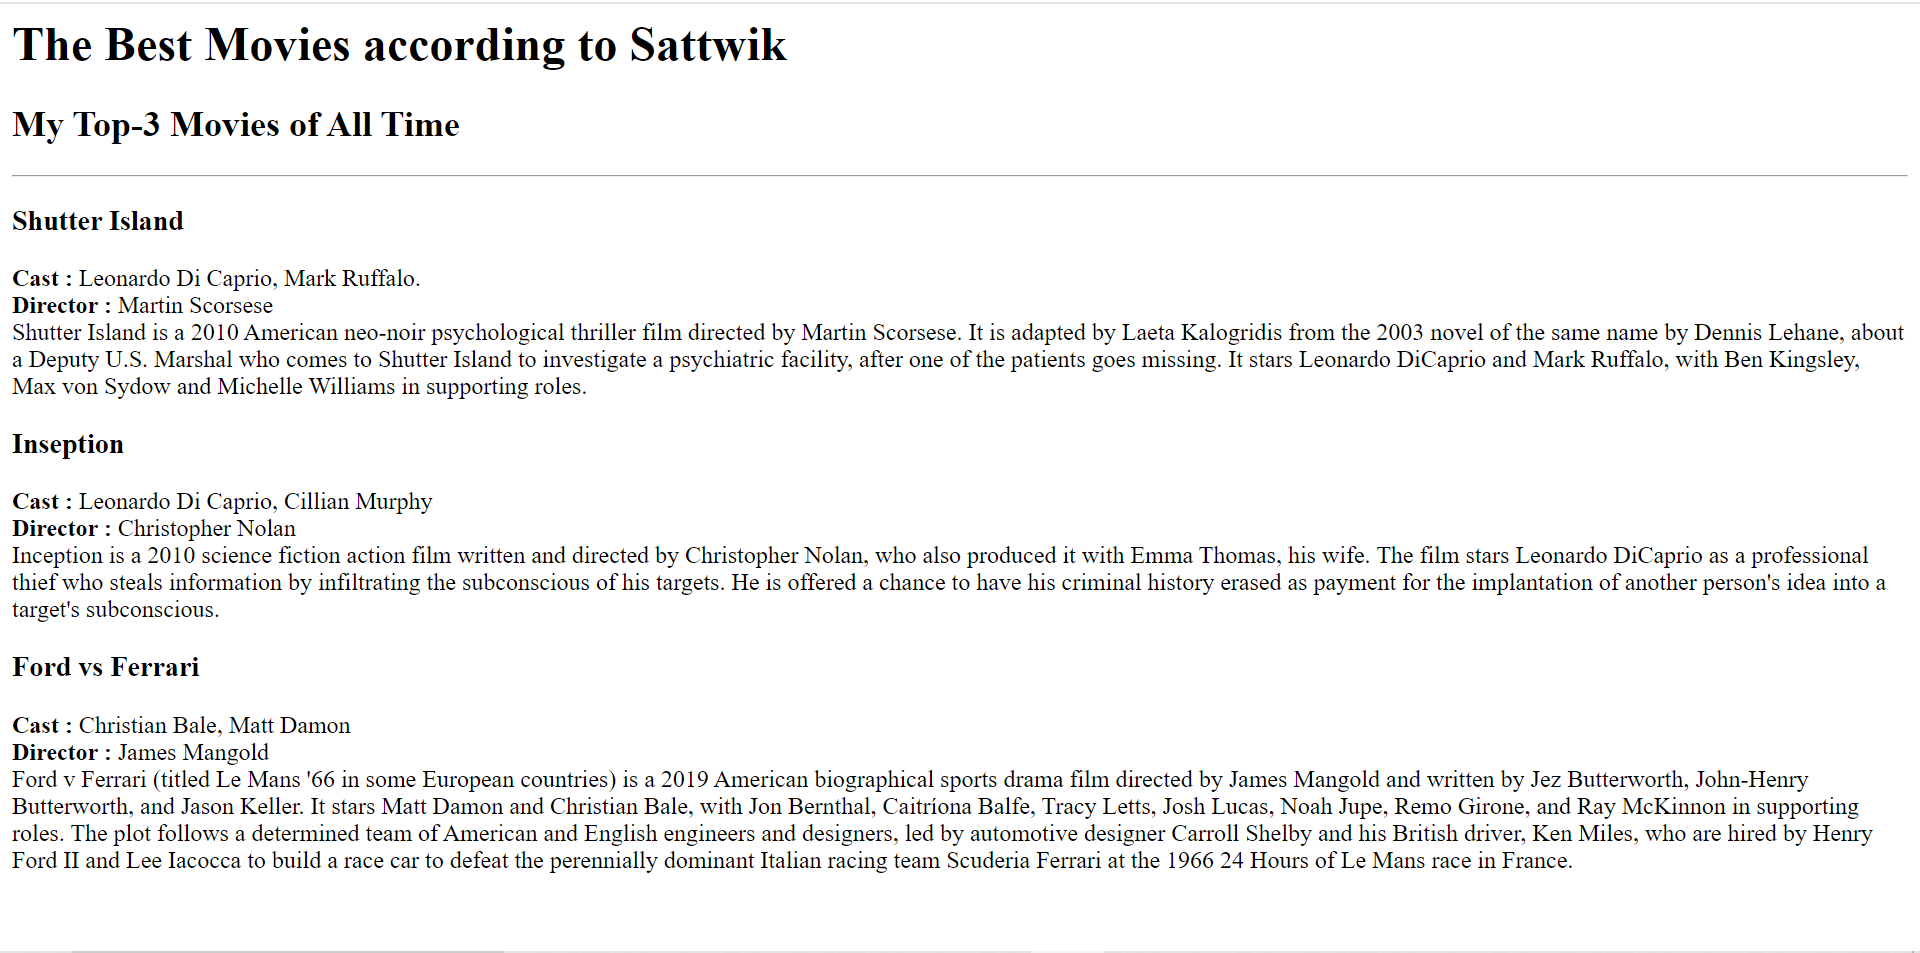 The Best Movies according to Sattwik
My Top-3 Movies of All Time
Shutter Island
Cast : Leonardo Di Caprio, Mark Ruffalo.
Director : Martin Scorsese
Shutter Island is a 2010 American neo-noir psychological thriller film directed by Martin Scorsese. It is adapted by Laeta Kalogridis from the 2003 novel of the same name by Dennis Lehane, about
a Deputy U.S. Marshal who comes to Shutter Island to investigate a psychiatric facility, after one of the patients goes missing. It stars Leonardo DiCaprio and Mark Ruffalo, with Ben Kingsley,
Max von Sydow and Michelle Williams in supporting roles.
Inseption
Cast : Leonardo Di Caprio, Cillian Murphy
Director : Christopher Nolan
Inception is a 2010 science fiction action film written and directed by Christopher Nolan, who also produced it with Emma Thomas, his wife. The film stars Leonardo DiCaprio as a professional
thief who steals information by infiltrating the subconscious of his targets. He is offered a chance to have his criminal history erased as payment for the implantation of another person's idea into a
target's subconscious.
Ford vs Ferrari
Cast : Christian Bale, Matt Damon
Director : James Mangold
Ford v Ferrari (titled Le Mans '66 in some European countries) is a 2019 American biographical sports drama film directed by James Mangold and written by Jez Butterworth, John-Henry
Butterworth, and Jason Keller. It stars Matt Damon and Christian Bale, with Jon Bernthal, Caitríona Balfe, Tracy Letts, Josh Lucas, Noah Jupe, Remo Girone, and Ray McKinnon in supporting
roles. The plot follows a determined team of American and English engineers and designers, led by automotive designer Carroll Shelby and his British driver, Ken Miles, who are hired by Henry
Ford II and Lee Iacocca to build a race car to defeat the perennially dominant Italian racing team Scuderia Ferrari at the 1966 24 Hours of Le Mans race in France.